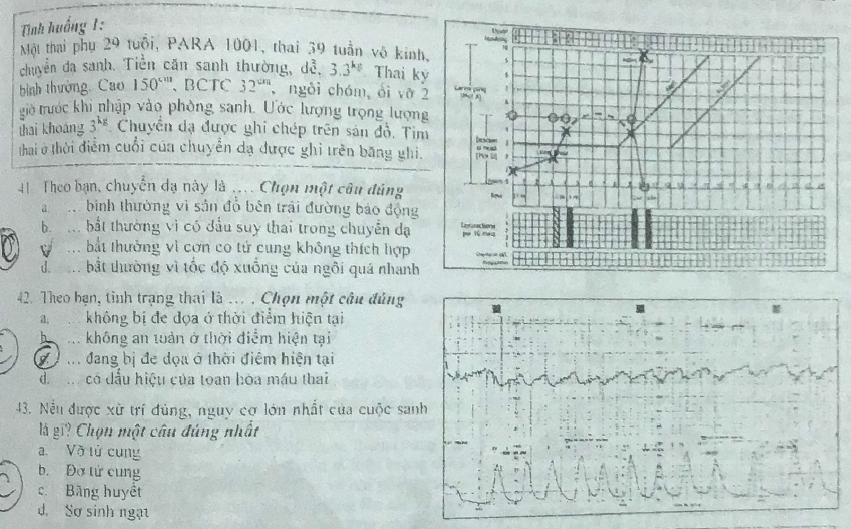 Tình huống 1:
Một thai phụ 29 tuổi, PARA 1001, thai 39 tuần vô kinh,
chuyển dạ sanh. Tiền căn sanh thường, dễ, 3.3kg. Thai kỳ
bình thường. Cao 150cm, BCTC 32cm, ngôi chỏm, ối vỡ 2
giờ trước khi nhập vào phòng sanh. Ước lượng trọng lượng
thai khoảng 3kg. Chuyển dạ được ghi chép trên sản đồ. Tim
thai ở thời điểm cuối của chuyển dạ được ghi trên băng ghi.
41. Theo bạn, chuyển dạ này là .... Chọn một câu đúng
a. ... bình thường vì sản đồ bên trái đường báo động
b. ... bất thường vì có dấu suy thai trong chuyển dạ
... bất thường vì cơn co tử cung không thích hợp
d. ... bất thường vì tốc độ xuống của ngôi quá nhanh
42. Theo bạn, tình trạng thai là .... Chọn một câu đúng
a. ... không bị đe dọa ở thời điểm hiện tại
b. ... không an toàn ở thời điểm hiện tại
... đang bị đe dọa ở thời điểm hiện tại
d. ... có dấu hiệu của toan hóa máu thai
43. Nếu được xử trí đúng, nguy cơ lớn nhất của cuộc sanh
là gì? Chọn một câu đúng nhất
a. Vỡ tử cung
b. Đờ tử cung
c. Băng huyết
d. Sơ sinh ngạt